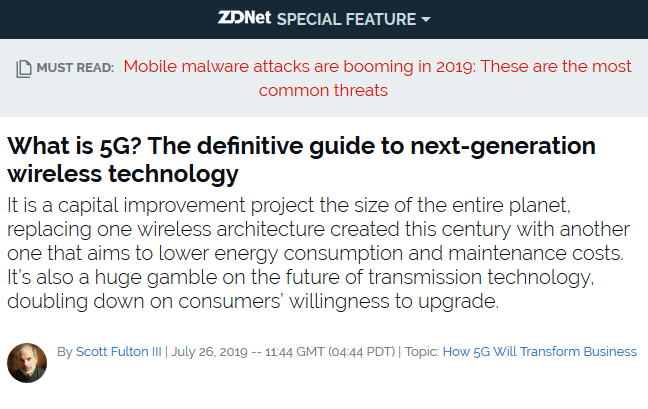 ZDNet SPECIAL FEATURE
MUST READ: Mobile malware attacks are booming in 2019: These are the most
common threats
What is 5G? The definitive guide to next-generation
wireless technology
It is a capital improvement project the size of the entire planet,
replacing one wireless architecture created this century with another
one that aims to lower energy consumption and maintenance costs.
It's also a huge gamble on the future of transmission technology,
doubling down on consumers' willingness to upgrade.
By Scott Fulton III | July 26, 2019 -- 11:44 GMT (04:44 PDT) | Topic: How 5G Will Transform Business